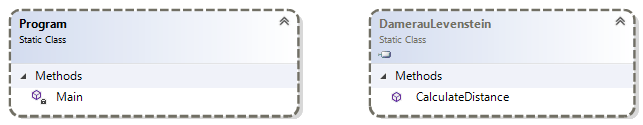 Program
Static Class
Methods
Main
DamerauLevenstein
Static Class
Methods
CalculateDistance